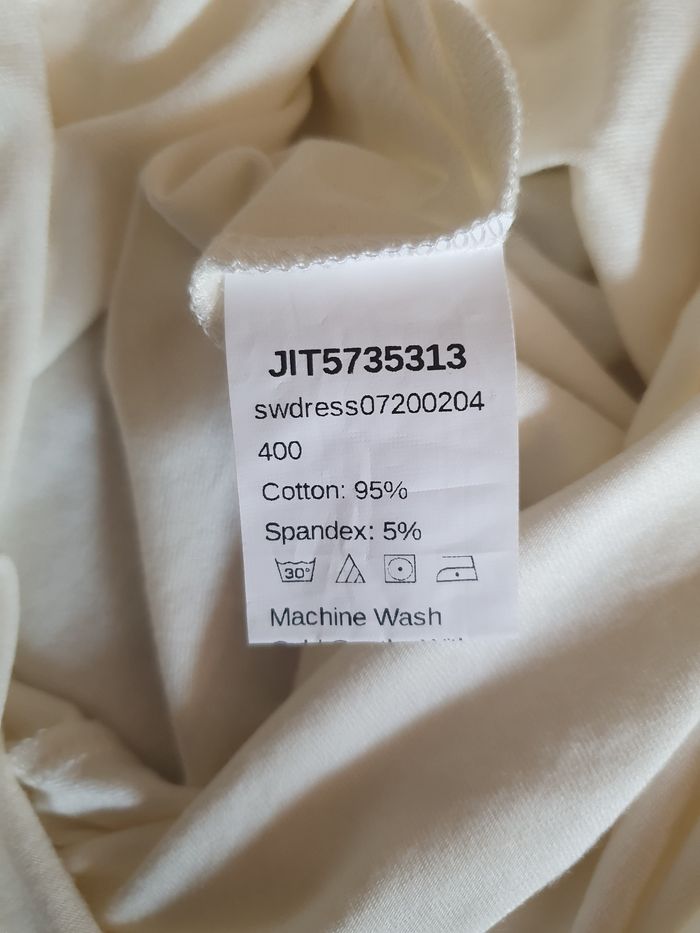 JIT5735313
swdress07200204
400
Cotton: 95%
Spandex: 5%
30°
Machine Wash